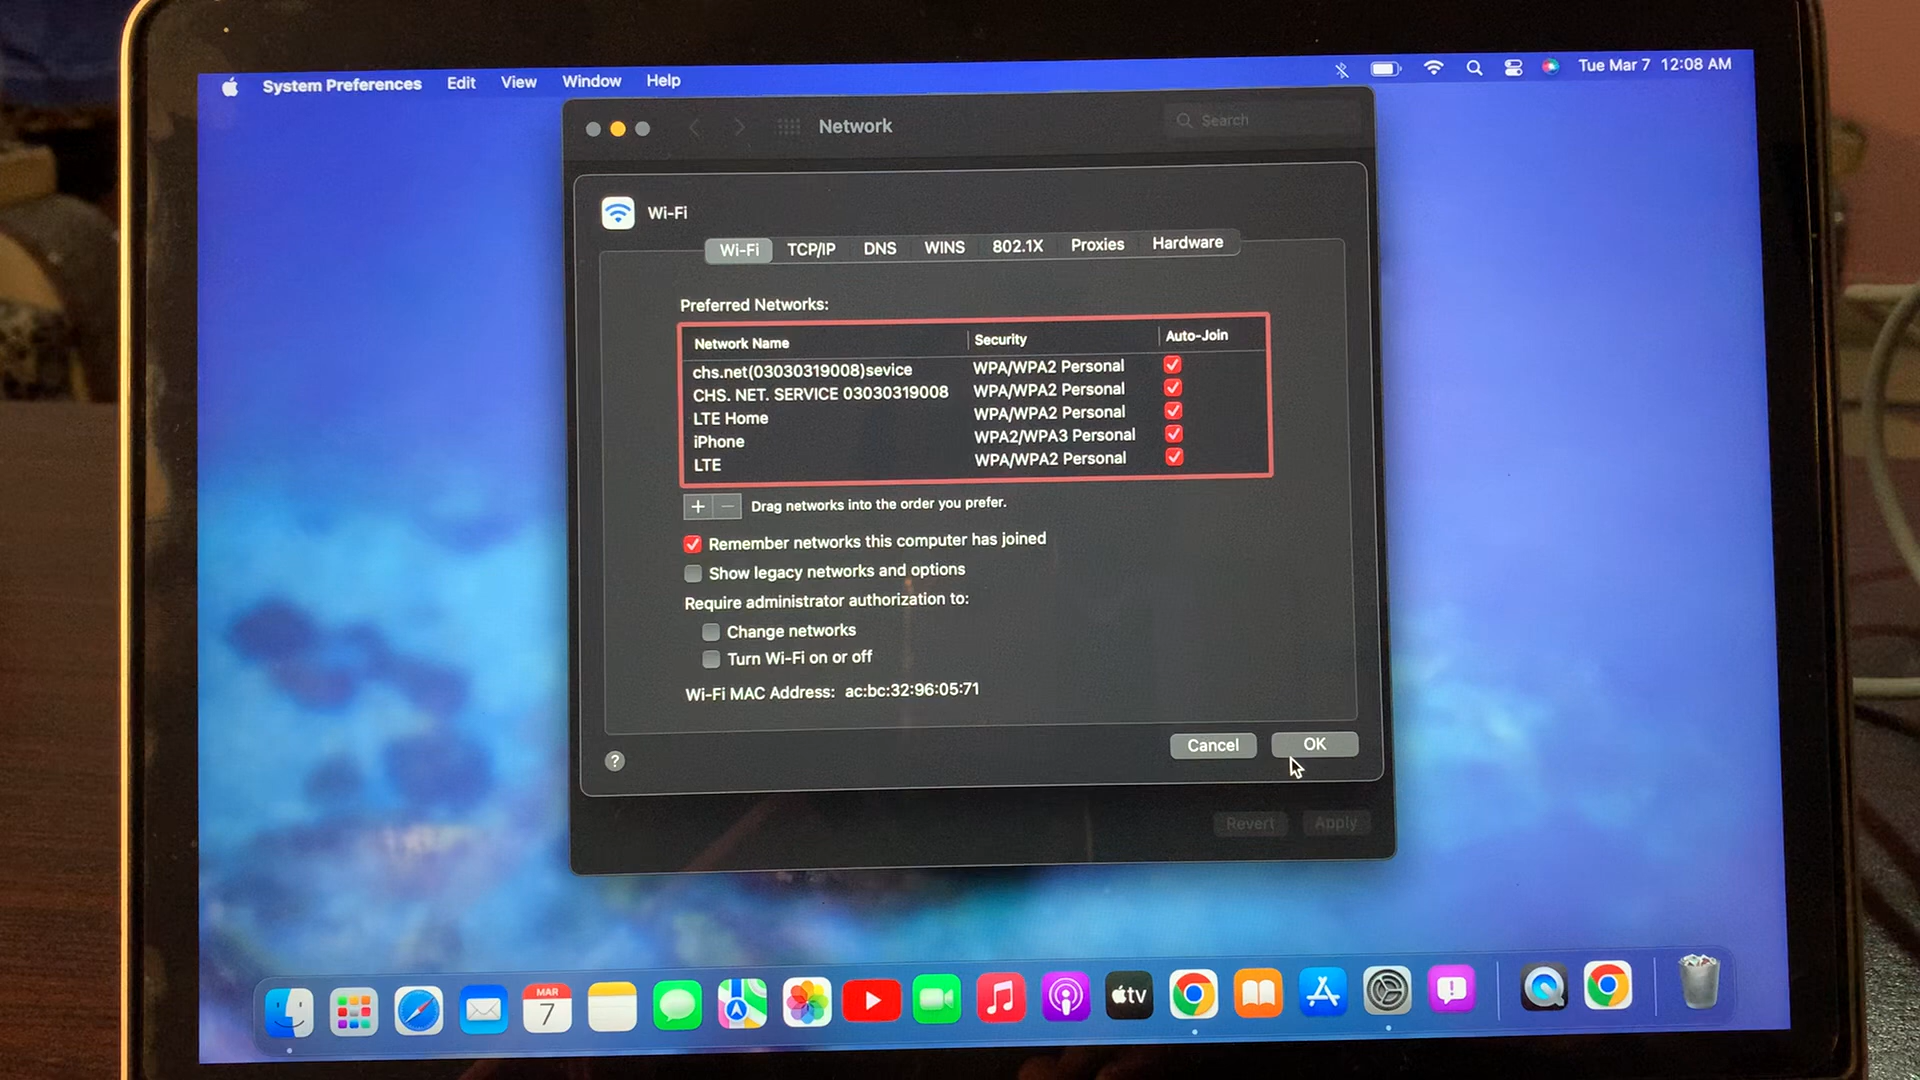 System Preferences Edit View Window Help Tue Mar 7 12:08 AM
Network Search
Wi-Fi
Wi-Fi TCP/IP DNS WINS 802.1X Proxies Hardware
Preferred Networks:
Network Name Security Auto-Join
chs.net(03030319008)sevice WPA/WPA2 Personal
CHS. NET. SERVICE 03030319008 WPA/WPA2 Personal
LTE Home WPA/WPA2 Personal
iPhone WPA2/WPA3 Personal
LTE WPA/WPA2 Personal
+ − Drag networks into the order you prefer.
Remember networks this computer has joined
Show legacy networks and options
Require administrator authorization to:
Change networks
Turn Wi-Fi on or off
Wi-Fi MAC Address: ac:bc:32:96:05:71
? Cancel OK
Revert Apply
MAR
7
tv